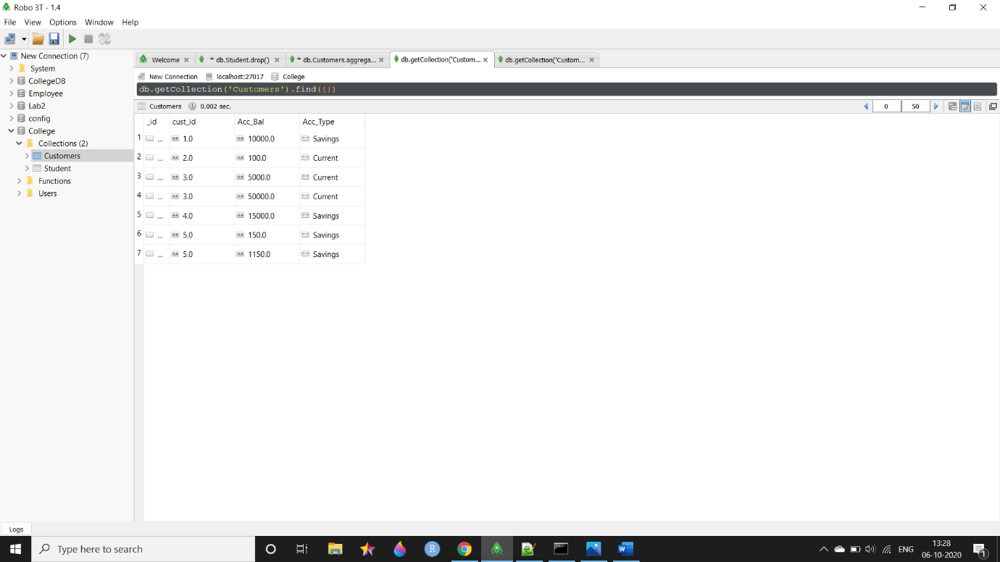 Robo 3T - 1.4
File View Options Window Help
New Connection (7)
System
CollegeDB
Employee
Lab2
config
College
Collections (2)
Customers
Student
Functions
Users
Welcome
* db.Student.drop()
* db.Customers.aggrega...
db.getCollection('Custom...
db.getCollection('Custom...
New Connection localhost:27017 College
db.getCollection('Customers').find({})
Customers 0.002 sec.
0 50
_id cust_id Acc_Bal Acc_Type
1 ... 1.0 10000.0 Savings
2 ... 2.0 100.0 Current
3 ... 3.0 5000.0 Current
4 ... 3.0 50000.0 Current
5 ... 4.0 15000.0 Savings
6 ... 5.0 150.0 Savings
7 ... 5.0 1150.0 Savings
Logs
Type here to search
R
W
ENG
13:28
06-10-2020
1